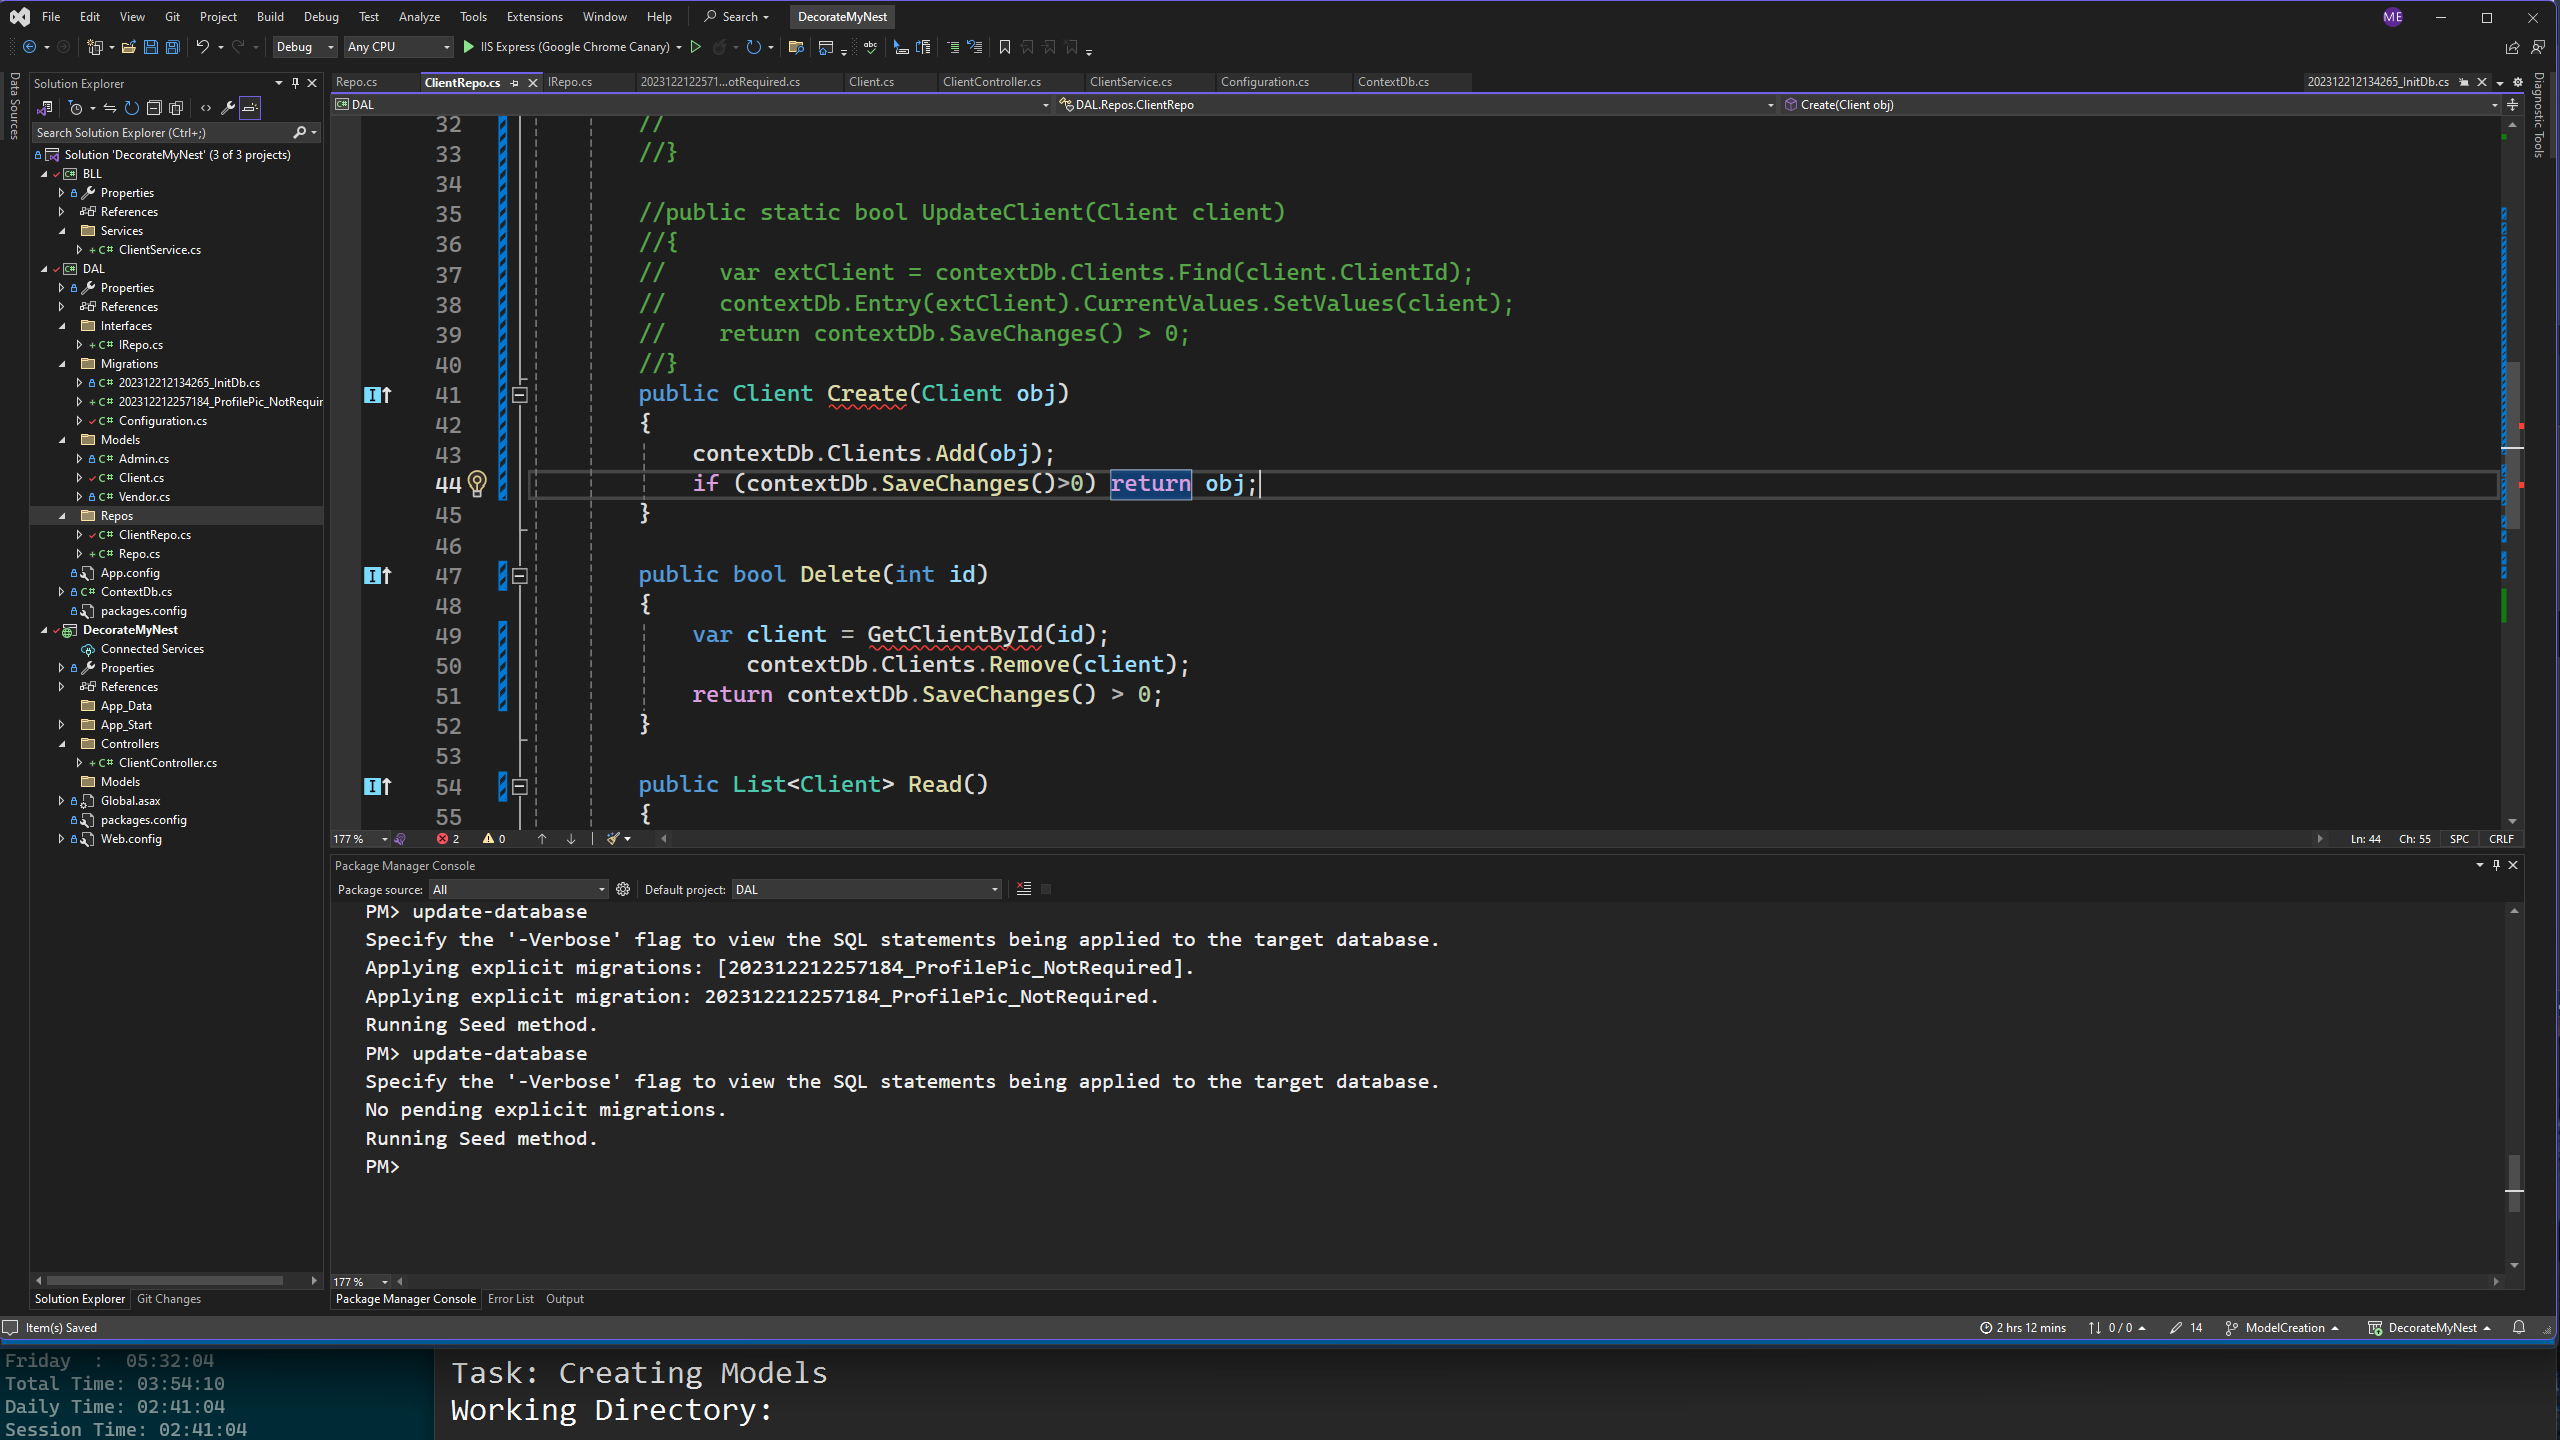 File Edit View Git Project Build Debug Test Analyze Tools Extensions Window Help Search DecorateMyNest ME
Debug Any CPU IIS Express (Google Chrome Canary)
Data Sources
Solution Explorer
Search Solution Explorer (Ctrl+;)
Solution 'DecorateMyNest' (3 of 3 projects)
BLL
Properties
References
Services
C# ClientService.cs
DAL
Properties
References
Interfaces
C# IRepo.cs
Migrations
C# 202312212134265_InitDb.cs
C# 202312212257184_ProfilePic_NotRequir
C# Configuration.cs
Models
C# Admin.cs
C# Client.cs
C# Vendor.cs
Repos
C# ClientRepo.cs
C# Repo.cs
App.config
C# ContextDb.cs
packages.config
DecorateMyNest
Connected Services
Properties
References
App_Data
App_Start
Controllers
C# ClientController.cs
Models
Global.asax
packages.config
Web.config
Solution Explorer Git Changes
Repo.cs ClientRepo.cs IRepo.cs 2023122122571...otRequired.cs Client.cs ClientController.cs ClientService.cs Configuration.cs ContextDb.cs 202312212134265_InitDb.cs
DAL DAL.Repos.ClientRepo Create(Client obj)
Diagnostic Tools
32 //
33 //}
34
35 //public static bool UpdateClient(Client client)
36 //{
37 //    var extClient = contextDb.Clients.Find(client.ClientId);
38 //    contextDb.Entry(extClient).CurrentValues.SetValues(client);
39 //    return contextDb.SaveChanges() > 0;
40 //}
41 public Client Create(Client obj)
42 {
43     contextDb.Clients.Add(obj);
44     if (contextDb.SaveChanges()>0) return obj;
45 }
46
47 public bool Delete(int id)
48 {
49     var client = GetClientById(id);
50         contextDb.Clients.Remove(client);
51     return contextDb.SaveChanges() > 0;
52 }
53
54 public List<Client> Read()
55 {
177 % 2 0 Ln: 44 Ch: 55 SPC CRLF
Package Manager Console
Package source: All Default project: DAL
PM> update-database
Specify the '-Verbose' flag to view the SQL statements being applied to the target database.
Applying explicit migrations: [202312212257184_ProfilePic_NotRequired].
Applying explicit migration: 202312212257184_ProfilePic_NotRequired.
Running Seed method.
PM> update-database
Specify the '-Verbose' flag to view the SQL statements being applied to the target database.
No pending explicit migrations.
Running Seed method.
PM>
177 %
Package Manager Console Error List Output
Item(s) Saved 2 hrs 12 mins 0 / 0 14 ModelCreation DecorateMyNest
Friday  :  05:32:04
Total Time: 03:54:10
Daily Time: 02:41:04
Session Time: 02:41:04
Task: Creating Models
Working Directory: